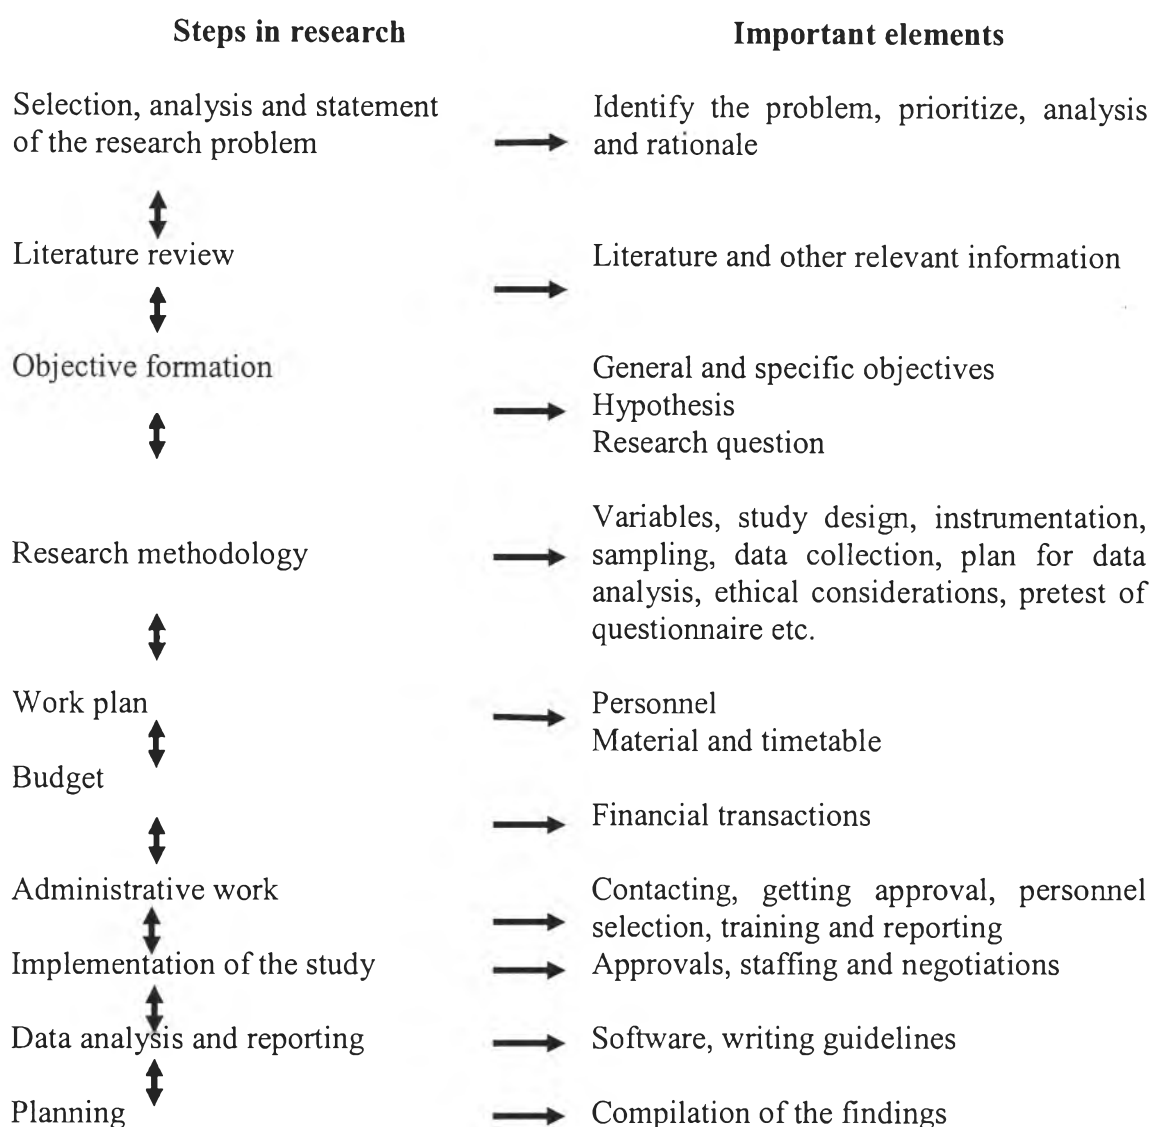 Steps in research
Important elements
Selection, analysis and statement
of the research problem
Identify the problem, prioritize, analysis
and rationale
Literature review
Literature and other relevant information
Objective formation
General and specific objectives
Hypothesis
Research question
Research methodology
Variables, study design, instrumentation,
sampling, data collection, plan for data
analysis, ethical considerations, pretest of
questionnaire etc.
Work plan
Personnel
Material and timetable
Budget
Financial transactions
Administrative work
Contacting, getting approval, personnel
selection, training and reporting
Implementation of the study
Approvals, staffing and negotiations
Data analysis and reporting
Software, writing guidelines
Planning
Compilation of the findings